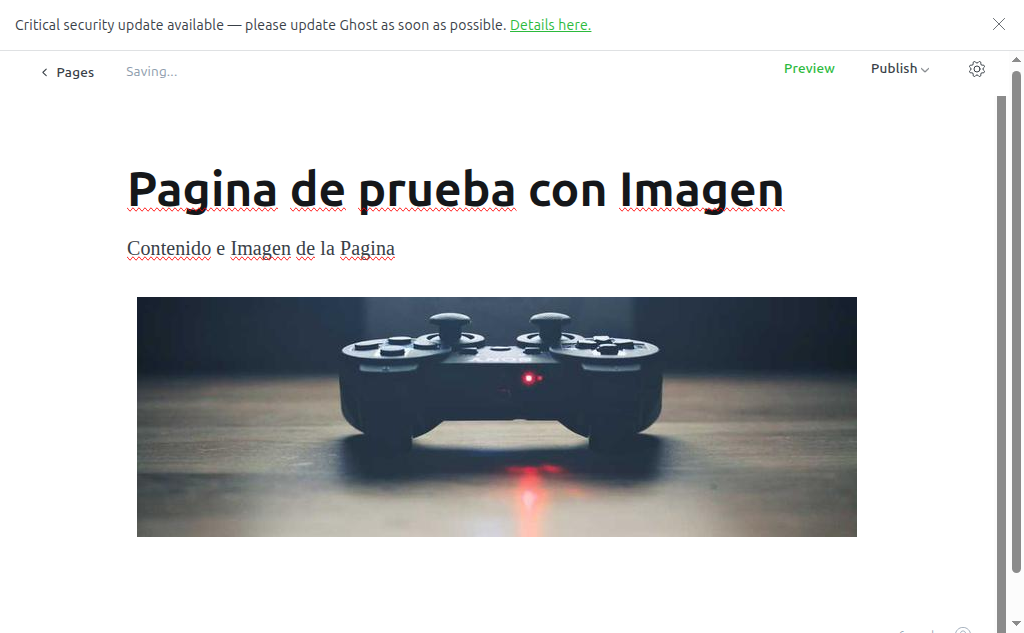 Critical security update available — please update Ghost as soon as possible. Details here.
Pages Saving... Preview Publish
Pagina de prueba con Imagen
Contenido e Imagen de la Pagina